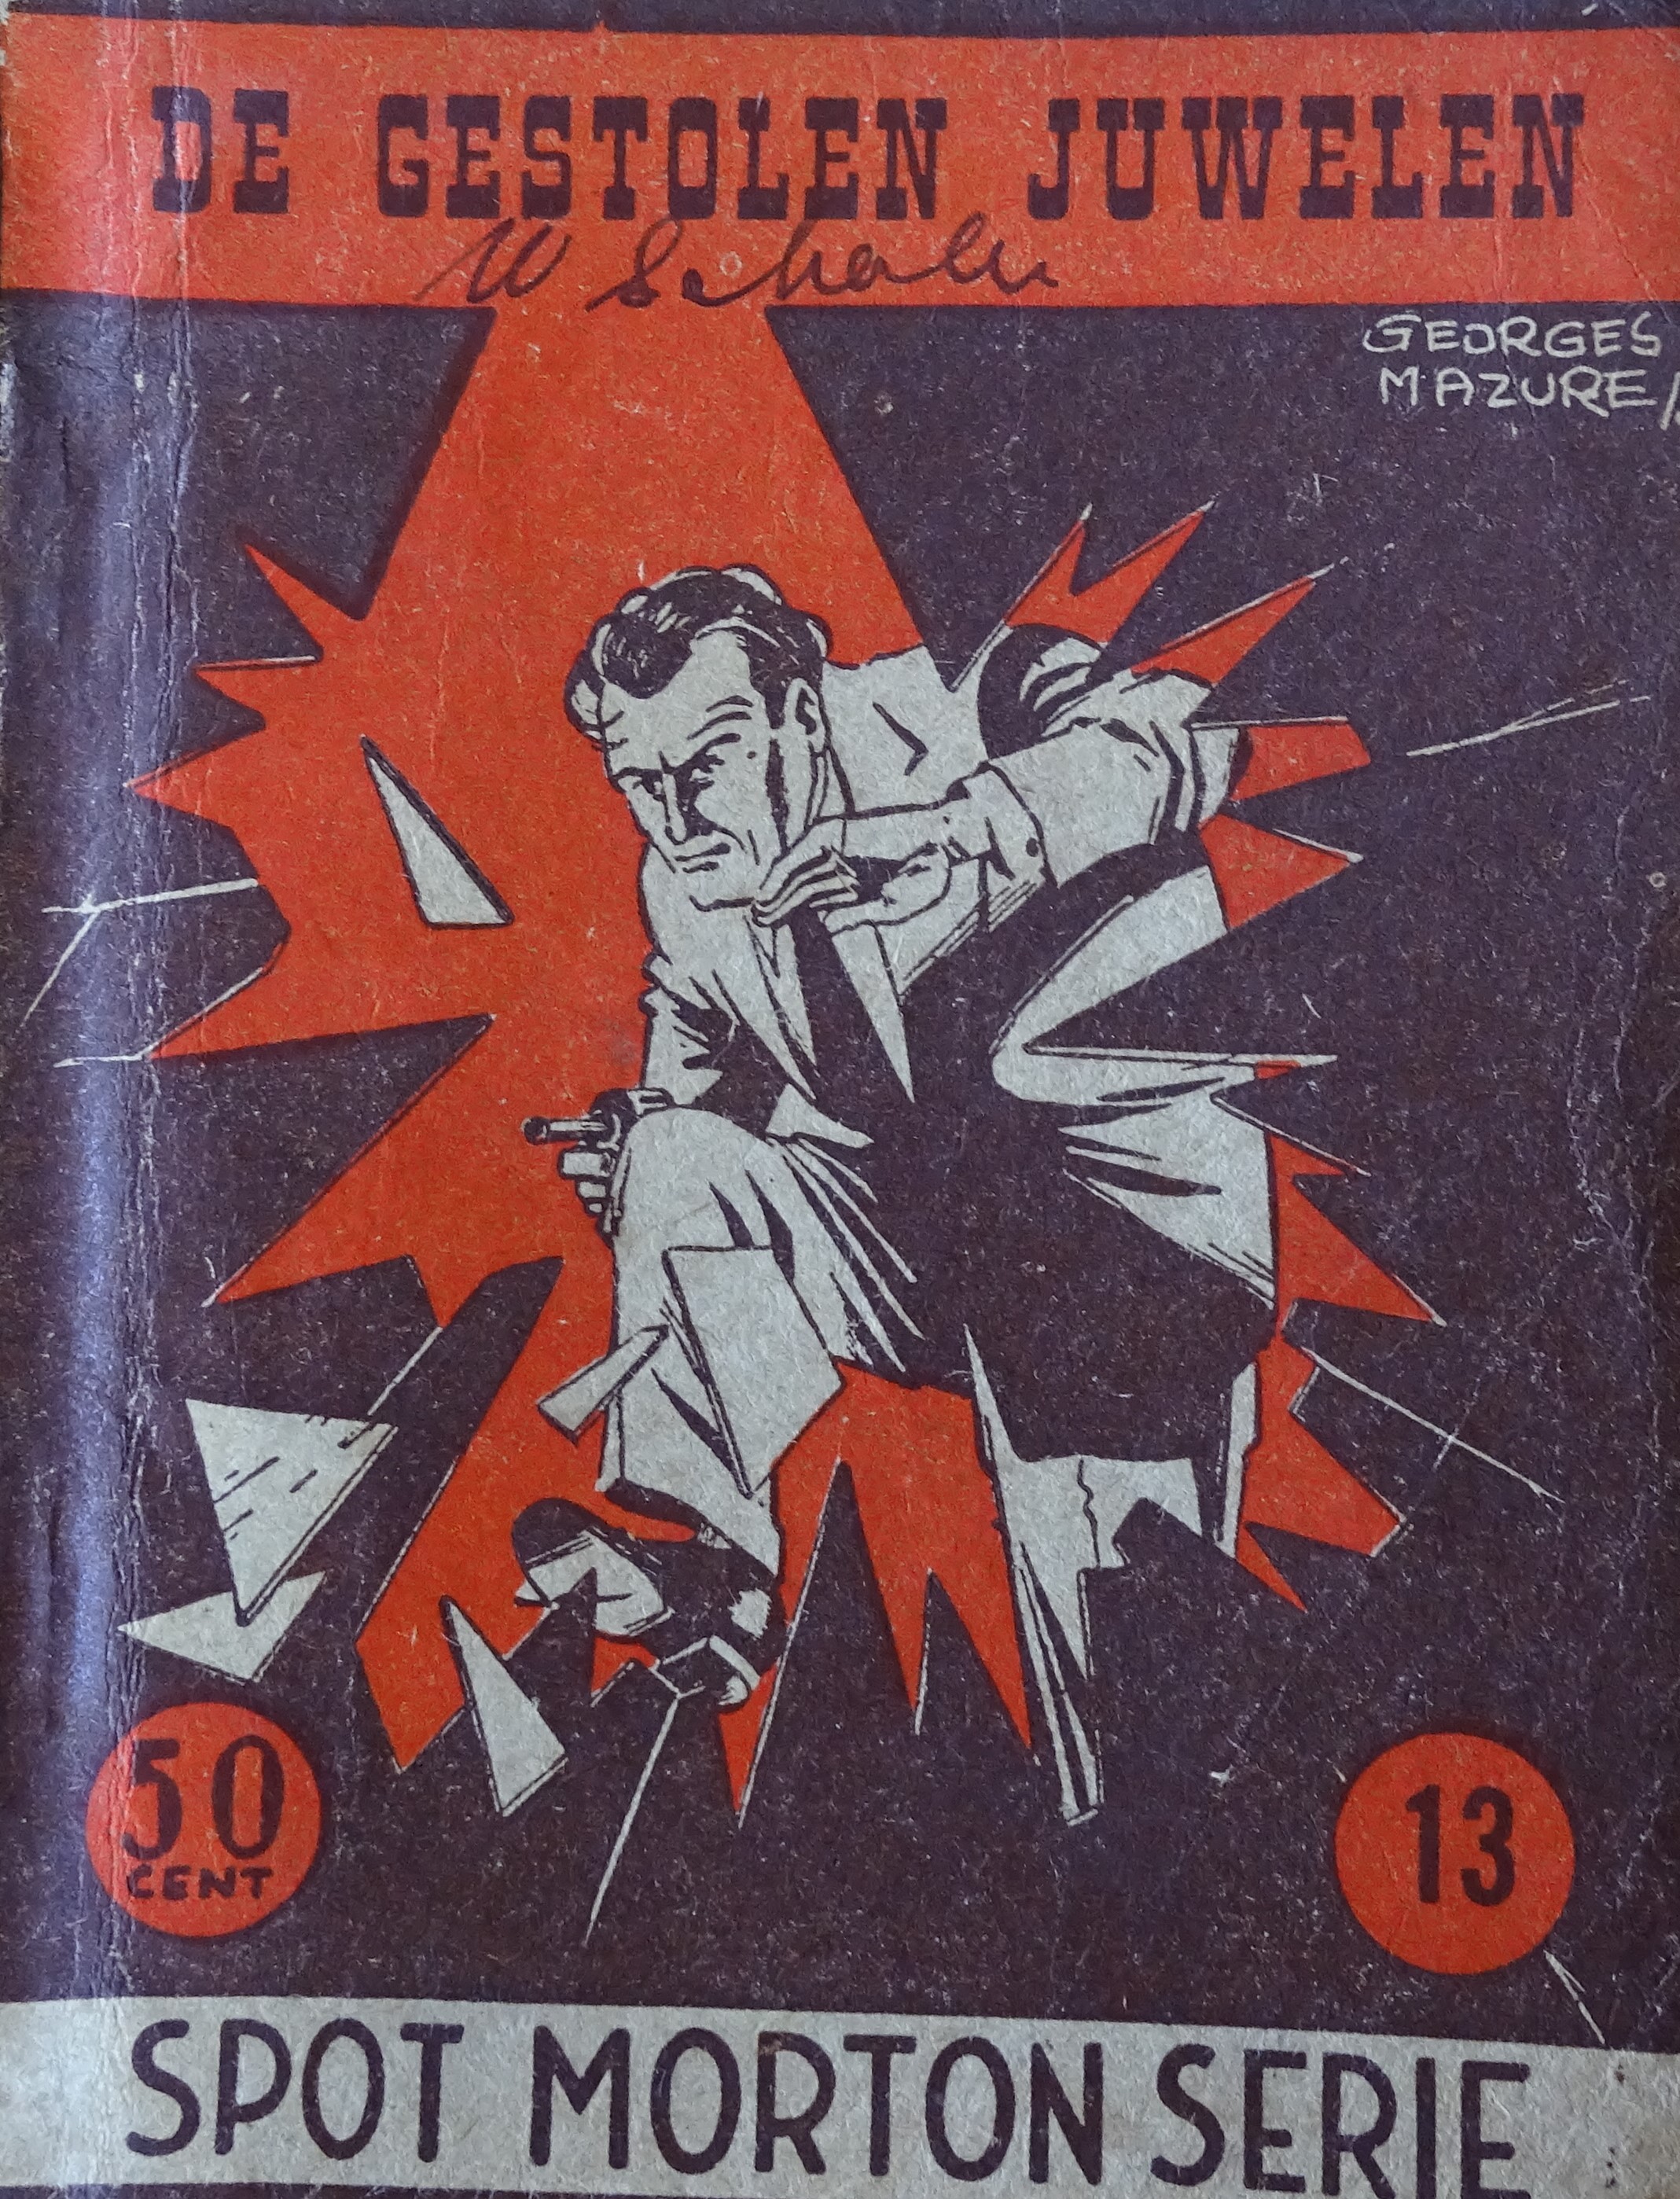 DE GESTOLEN JUWELEN
W
GEORGES
MAZURE
50
CENT
13
SPOT MORTON SERIE